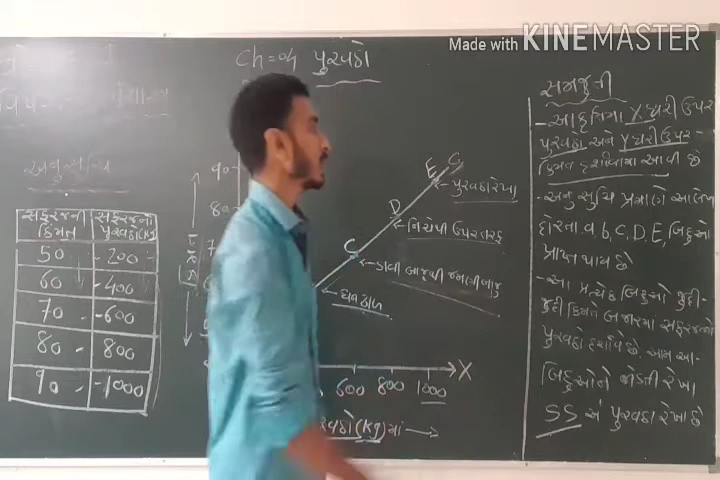 Made with KINEMASTER
Ch=04 પુરવઠો
અનુસૂચિ
સફરજનની કિંમત
સફરજનનો પુરવઠો (kg)
50 - 200
60 - 400
70 - 600
80 - 800
90 - 1000
90
80
E
D
C
પુરવઠારેખા
નીચેથી ઉપર તરફ
ડાબી બાજુથી જમણી બાજુ
ધન ઢાળ
X
600 800 1000
(kg)માં
સમજુતી
- આકૃતિમાં X ધરી ઉપર
પુરવઠો અને Y ધરી ઉપર
કિંમત દર્શાવવામાં આવી છે
- અનુસુચિ પ્રમાણે આલેખ
દોરતા b, C, D, E, બિંદુઓ
પ્રાપ્ત થાય છે
- આ પ્રત્યેક બિંદુઓ જુદી-
જુદી કિંમતે બજારમાં સફરજનનો
પુરવઠો દર્શાવે છે આમ આ-
બિંદુઓને જોડતી રેખા
SS એ પુરવઠા રેખા છે